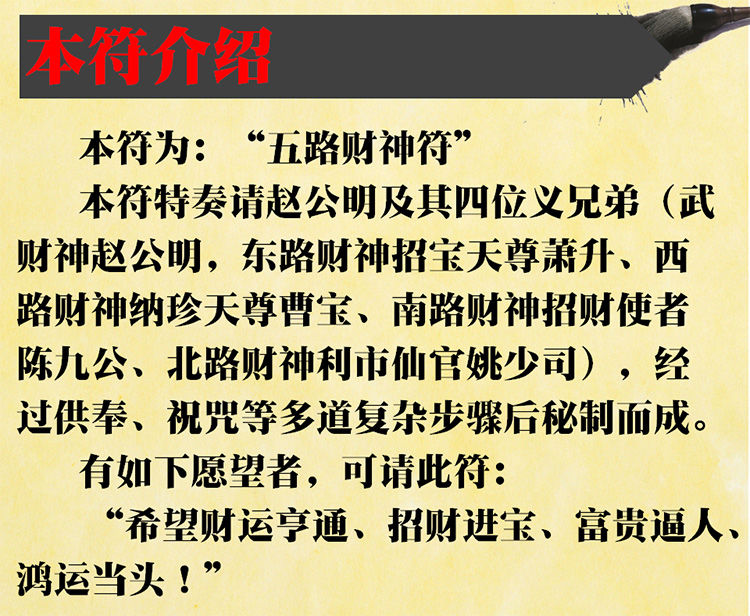 本符介绍
本符为：“五路财神符”
本符特奏请赵公明及其四位义兄弟（武
财神赵公明，东路财神招宝天尊萧升、西
路财神纳珍天尊曹宝、南路财神招财使者
陈九公、北路财神利市仙官姚少司），经
过供奉、祝咒等多道复杂步骤后秘制而成。
有如下愿望者，可请此符：
“希望财运亨通、招财进宝、富贵逼人、
鸿运当头！”